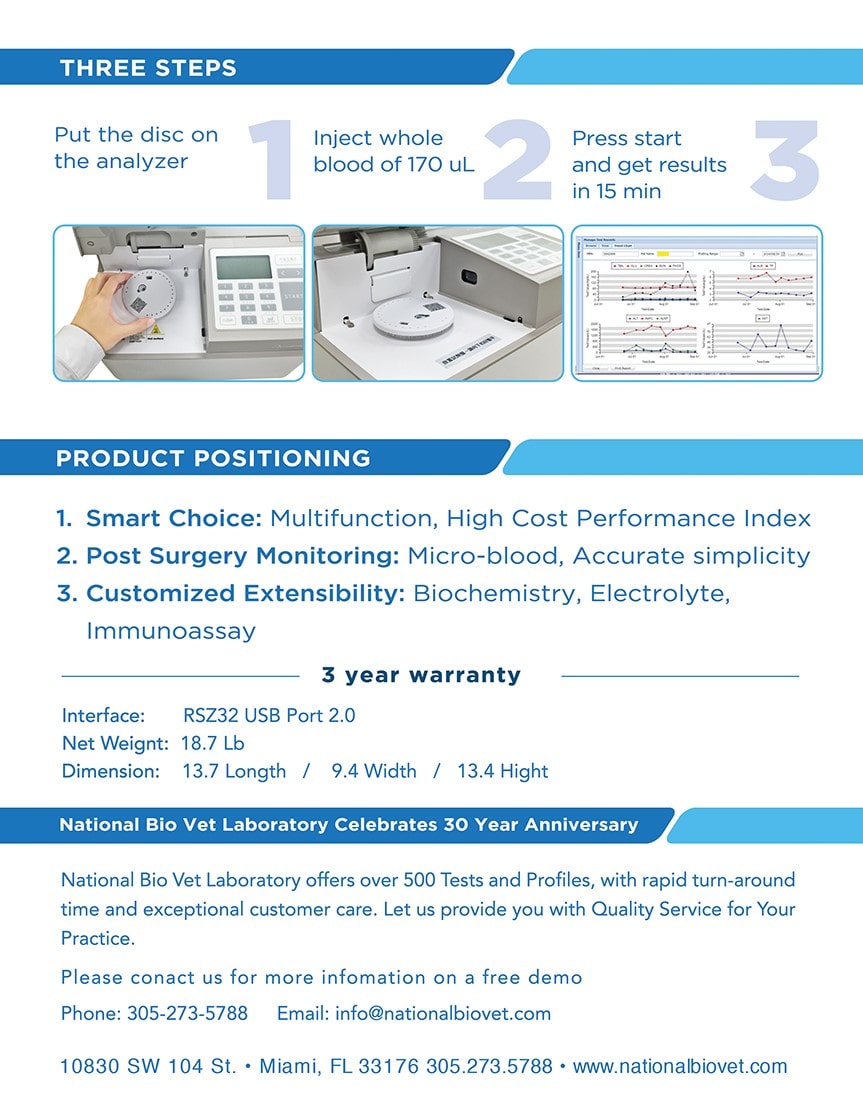 THREE STEPS
Put the disc on
the analyzer
1
Inject whole
blood of 170 uL
2
Press start
and get results
in 15 min
3
START
PRODUCT POSITIONING
1. Smart Choice: Multifunction, High Cost Performance Index
2. Post Surgery Monitoring: Micro-blood, Accurate simplicity
3. Customized Extensibility: Biochemistry, Electrolyte,
Immunoassay
3 year warranty
Interface: RSZ32 USB Port 2.0
Net Weignt: 18.7 Lb
Dimension: 13.7 Longth / 9.4 Width / 13.4 Hight
National Bio Vet Laboratory Celebrates 30 Year Anniversary
National Bio Vet Laboratory offers over 500 Tests and Profiles, with rapid turn-around
time and exceptional customer care. Let us provide you with Quality Service for Your
Practice.
Please conact us for more infomation on a free demo
Phone: 305-273-5788 Email: info@nationalbiovet.com
10830 SW 104 St. • Miami, FL 33176 305.273.5788 • www.nationalbiovet.com